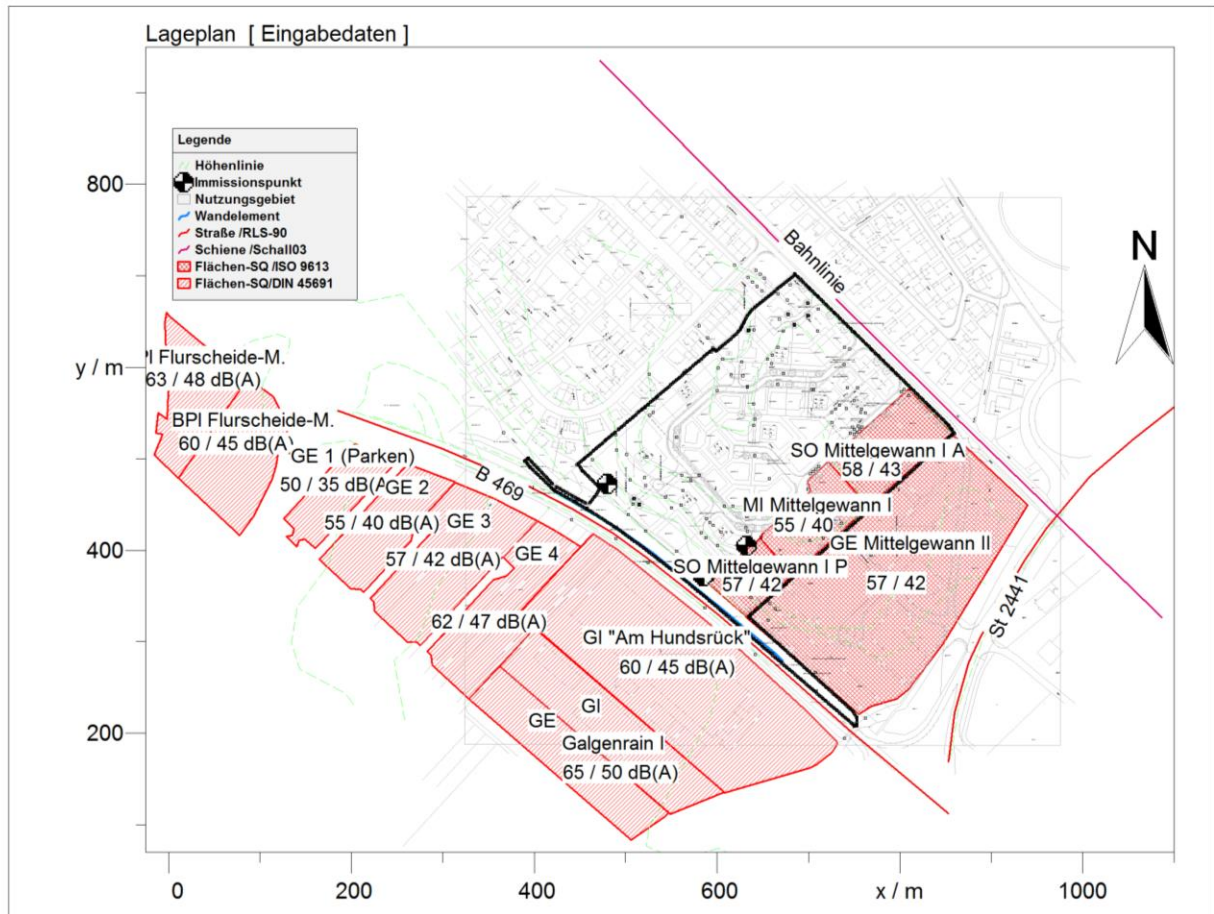 Lageplan [ Eingabedaten ]
Legende
Höhenlinie
Immissionspunkt
Nutzungsgebiet
Wandelement
Straße /RLS-90
Schiene /Schall03
Flächen-SQ /ISO 9613
Flächen-SQ/DIN 45691
N
800
y / m
400
200
0
200
400
600
x / m
1000
Bahnlinie
PI Flurscheide-M.
63 / 48 dB(A)
BPI Flurscheide-M.
60 / 45 dB(A)
GE 1 (Parken)
50 / 35 dB(A
GE 2
55 / 40 dB(A)
GE 3
57 / 42 dB(A)
GE 4
62 / 47 dB(A)
B 469
SO Mittelgewann I A
58 / 43
MI Mittelgewann I
55 / 40
GE Mittelgewann II
57 / 42
SO Mittelgewann I P
57 / 42
St 2441
GI "Am Hundsrück"
60 / 45 dB(A)
GI
GE
Galgenrain I
65 / 50 dB(A)